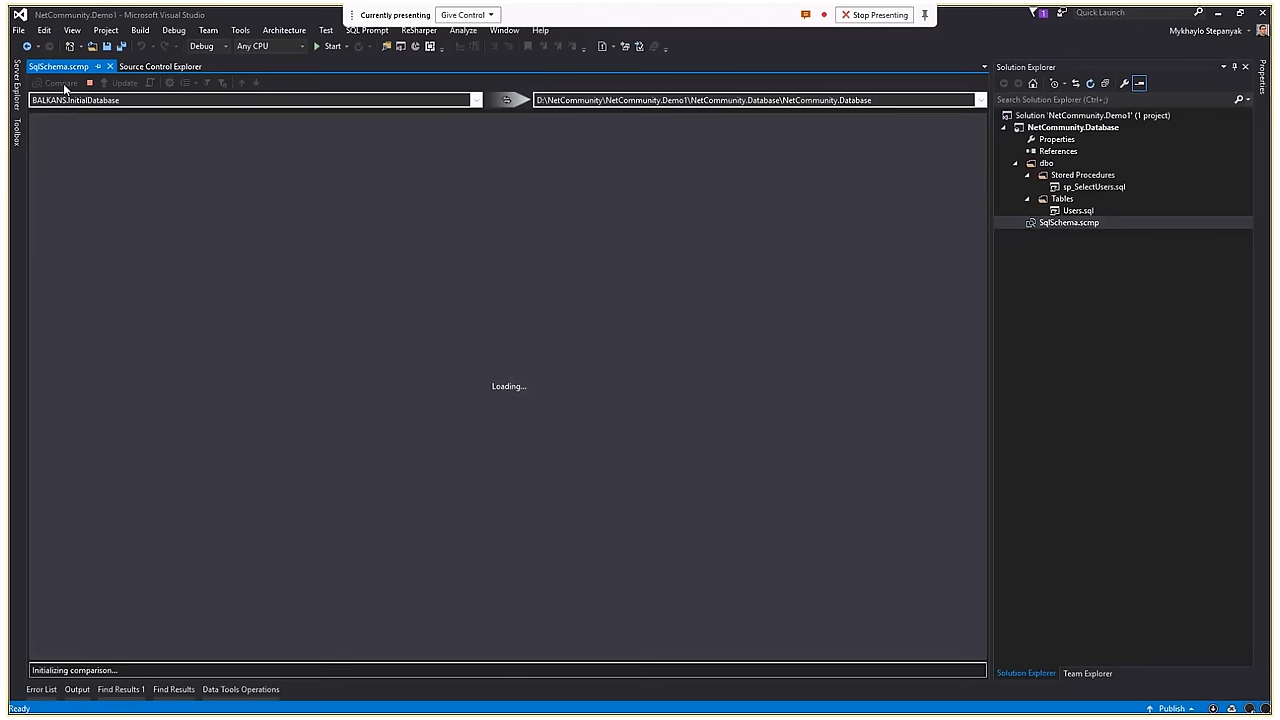 NetCommunity.Demo1 - Microsoft Visual Studio
Currently presenting
Give Control
Stop Presenting
1
Quick Launch
File Edit View Project Build Debug Team Tools Architecture Test SQL Prompt ReSharper Analyze Window Help
Mykhaylo Stepanyak
Debug Any CPU Start
SqlSchema.scmp
Source Control Explorer
Compare Update
BALKANS.InitialDatabase
D:\NetCommunity\NetCommunity.Demo1\NetCommunity.Database\NetCommunity.Database
Server Explorer
Toolbox
Loading...
Initializing comparison...
Solution Explorer
Search Solution Explorer (Ctrl+;)
Solution 'NetCommunity.Demo1' (1 project)
NetCommunity.Database
Properties
References
dbo
Stored Procedures
sp_SelectUsers.sql
Tables
Users.sql
SqlSchema.scmp
Properties
Solution Explorer Team Explorer
Error List Output Find Results 1 Find Results Data Tools Operations
Ready
Publish